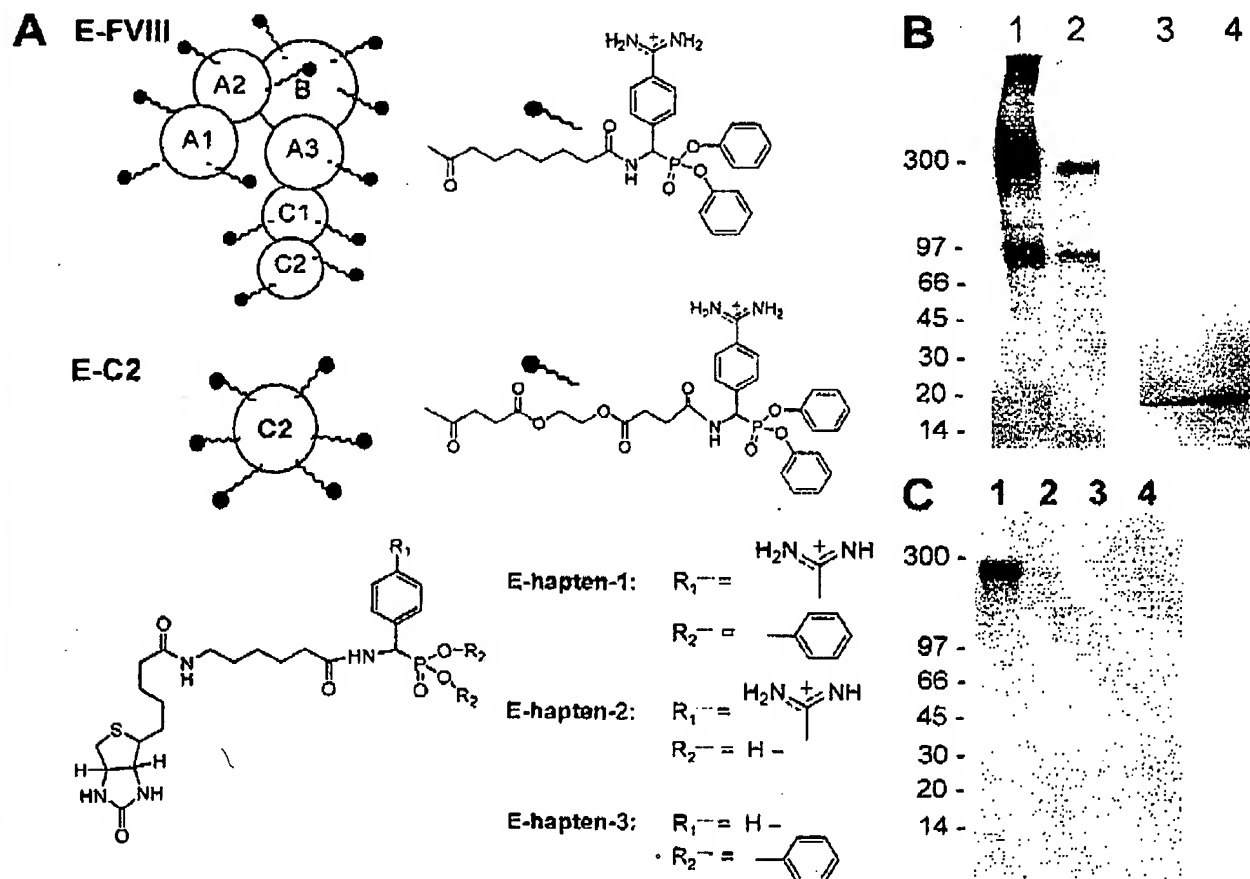 A E-FVIII
A2
B
A1
A3
C1
C2
H₂N + NH₂
O
N
H
P
O
O
O
O
E-C2
C2
H₂N + NH₂
O
O
O
O
O
O
N
H
P
O
O
O
R₁
O
N
H
O
HN
P
O
O-R₂
O
R₂
S
H
H
HN
NH
O
E-hapten-1: R₁ = H₂N + NH
R₂ =
E-hapten-2: R₁ = H₂N + NH
R₂ = H –
E-hapten-3: R₁ = H –
R₂ =
B 1 2 3 4
300 -
97 -
66 -
45 -
30 -
20 -
14 -
C 1 2 3 4
300 -
97 -
66 -
45 -
30 -
20 -
14 -